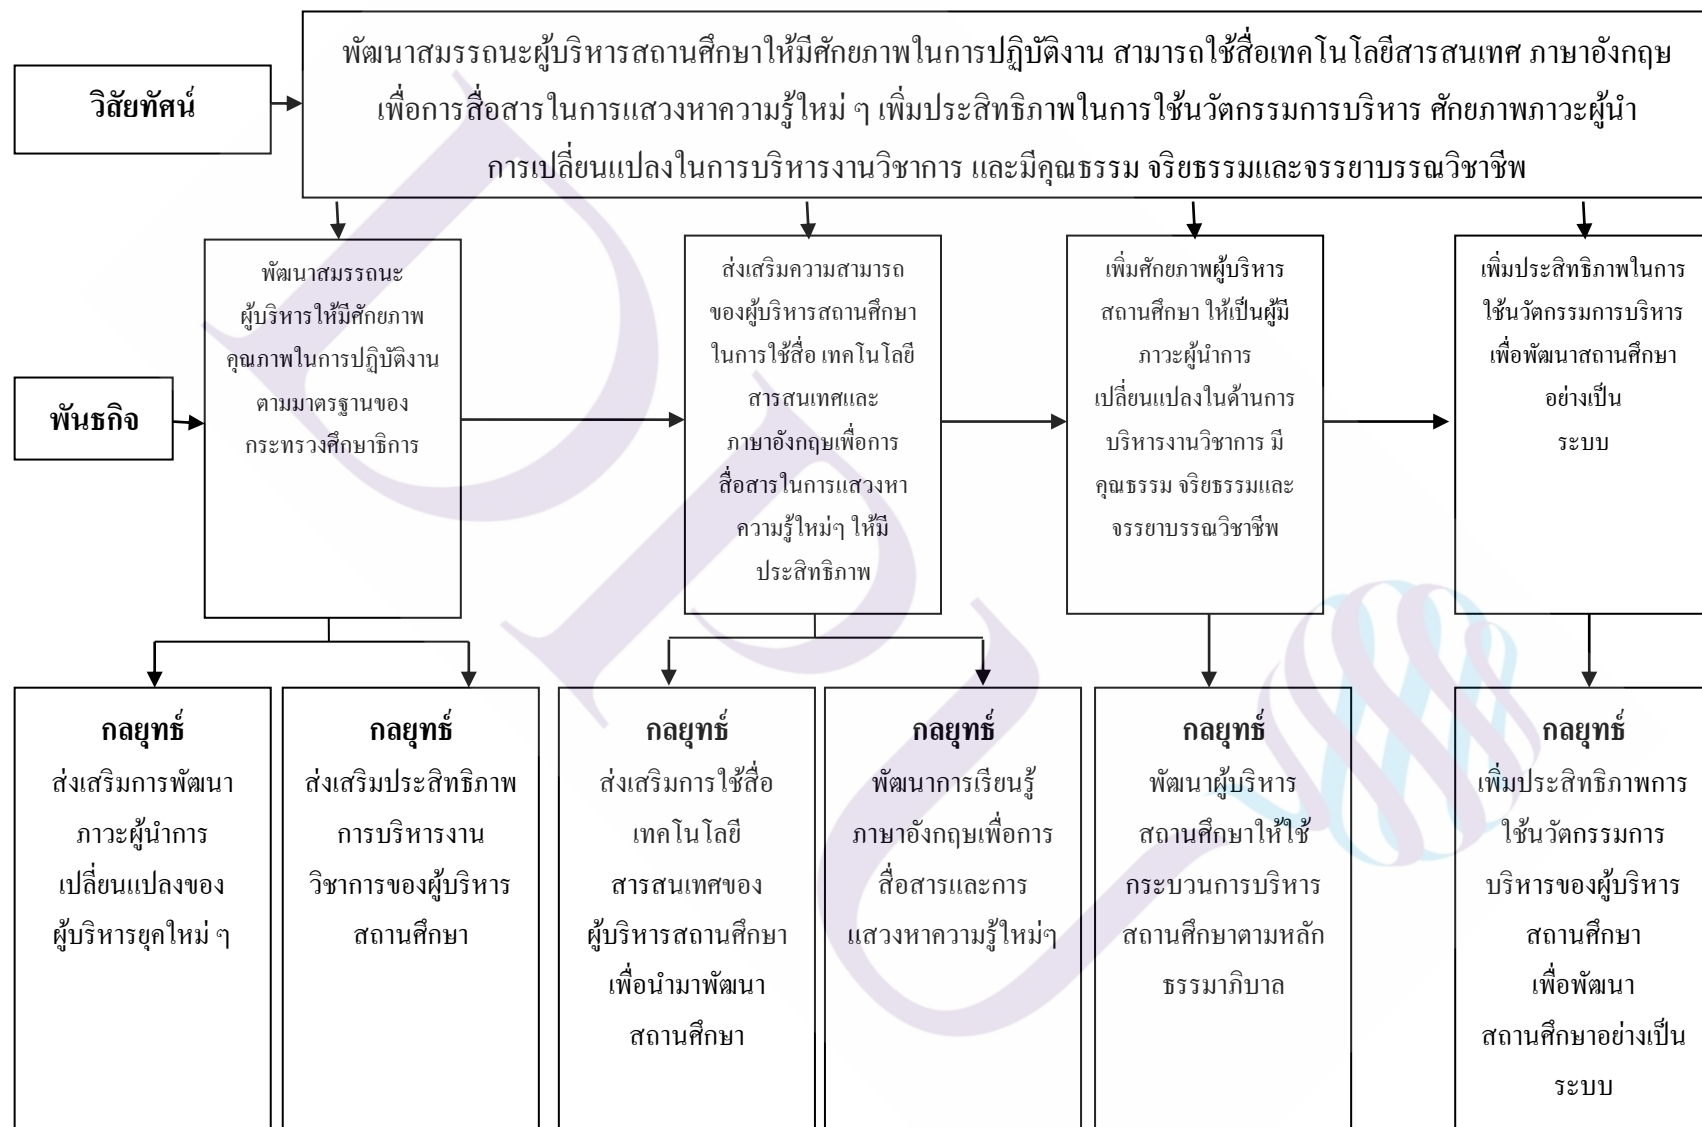 วิสัยทัศน์
พัฒนาสมรรถนะผู้บริหารสถานศึกษาให้มีศักยภาพในการปฏิบัติงาน สามารถใช้สื่อเทคโนโลยีสารสนเทศ ภาษาอังกฤษ
เพื่อการสื่อสารในการแสวงหาความรู้ใหม่ ๆ เพิ่มประสิทธิภาพในการใช้นวัตกรรมการบริหาร ศักยภาพภาวะผู้นำ
การเปลี่ยนแปลงในการบริหารงานวิชาการ และมีคุณธรรม จริยธรรมและจรรยาบรรณวิชาชีพ
พันธกิจ
พัฒนาสมรรถนะ
ผู้บริหารให้มีศักยภาพ
คุณภาพในการปฏิบัติงาน
ตามมาตรฐานของ
กระทรวงศึกษาธิการ
ส่งเสริมความสามารถ
ของผู้บริหารสถานศึกษา
ในการใช้สื่อ เทคโนโลยี
สารสนเทศและ
ภาษาอังกฤษเพื่อการ
สื่อสารในการแสวงหา
ความรู้ใหม่ๆ ให้มี
ประสิทธิภาพ
เพิ่มศักยภาพผู้บริหาร
สถานศึกษา ให้เป็นผู้มี
ภาวะผู้นำการ
เปลี่ยนแปลงในด้านการ
บริหารงานวิชาการ มี
คุณธรรม จริยธรรมและ
จรรยาบรรณวิชาชีพ
เพิ่มประสิทธิภาพในการ
ใช้นวัตกรรมการบริหาร
เพื่อพัฒนาสถานศึกษา
อย่างเป็น
ระบบ
กลยุทธ์
ส่งเสริมการพัฒนา
ภาวะผู้นำการ
เปลี่ยนแปลงของ
ผู้บริหารยุคใหม่ ๆ
กลยุทธ์
ส่งเสริมประสิทธิภาพ
การบริหารงาน
วิชาการของผู้บริหาร
สถานศึกษา
กลยุทธ์
ส่งเสริมการใช้สื่อ
เทคโนโลยี
สารสนเทศของ
ผู้บริหารสถานศึกษา
เพื่อนำมาพัฒนา
สถานศึกษา
กลยุทธ์
พัฒนาการเรียนรู้
ภาษาอังกฤษเพื่อการ
สื่อสารและการ
แสวงหาความรู้ใหม่ๆ
กลยุทธ์
พัฒนาผู้บริหาร
สถานศึกษาให้ใช้
กระบวนการบริหาร
สถานศึกษาตามหลัก
ธรรมาภิบาล
กลยุทธ์
เพิ่มประสิทธิภาพการ
ใช้นวัตกรรมการ
บริหารของผู้บริหาร
สถานศึกษา
เพื่อพัฒนา
สถานศึกษาอย่างเป็น
ระบบ
DPU